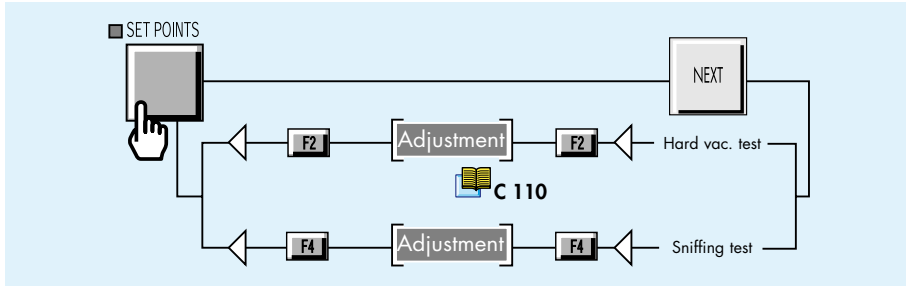 SET POINTS
NEXT
F2 Adjustment F2 Hard vac. test
C 110
F4 Adjustment F4 Sniffing test